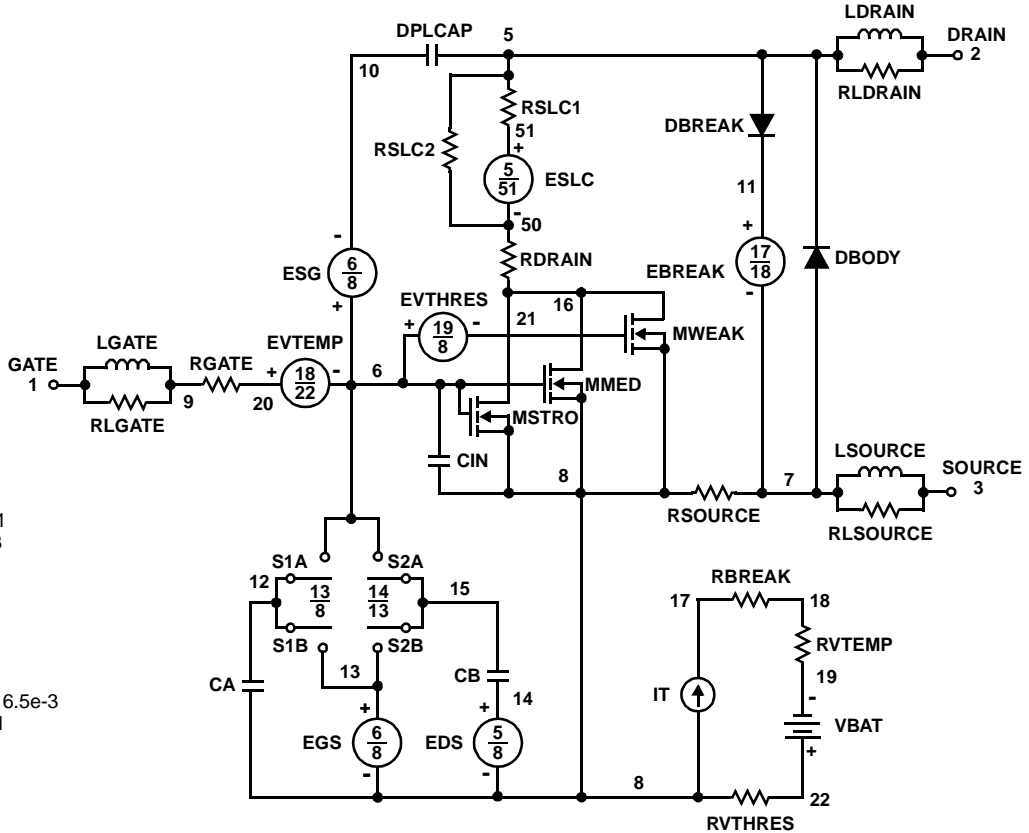 LDRAIN
DPLCAP 5 DRAIN
10 2
RLDRAIN
RSLC1
DBREAK
51
+
RSLC2
5
51
ESLC
11
-
50
- +
RDRAIN
17
18
DBODY
6
8
ESG
EBREAK
EVTHRES
16
-
+
+ 19
8
-
21
MWEAK
LGATE
EVTEMP
GATE RGATE
1
+ 18
22
- 6
MMED
9 20
RLGATE
MSTRO
LSOURCE
CIN
8 7 SOURCE
3
RSOURCE
RLSOURCE
S1A S2A
12 13
8
14
13
15
RBREAK
17 18
S1B S2B
RVTEMP
13
CA CB 19
IT
14
-
6.5e-3
+ +
VBAT
EGS 6
8
EDS 5
8
+
- -
8
22
RVTHRES